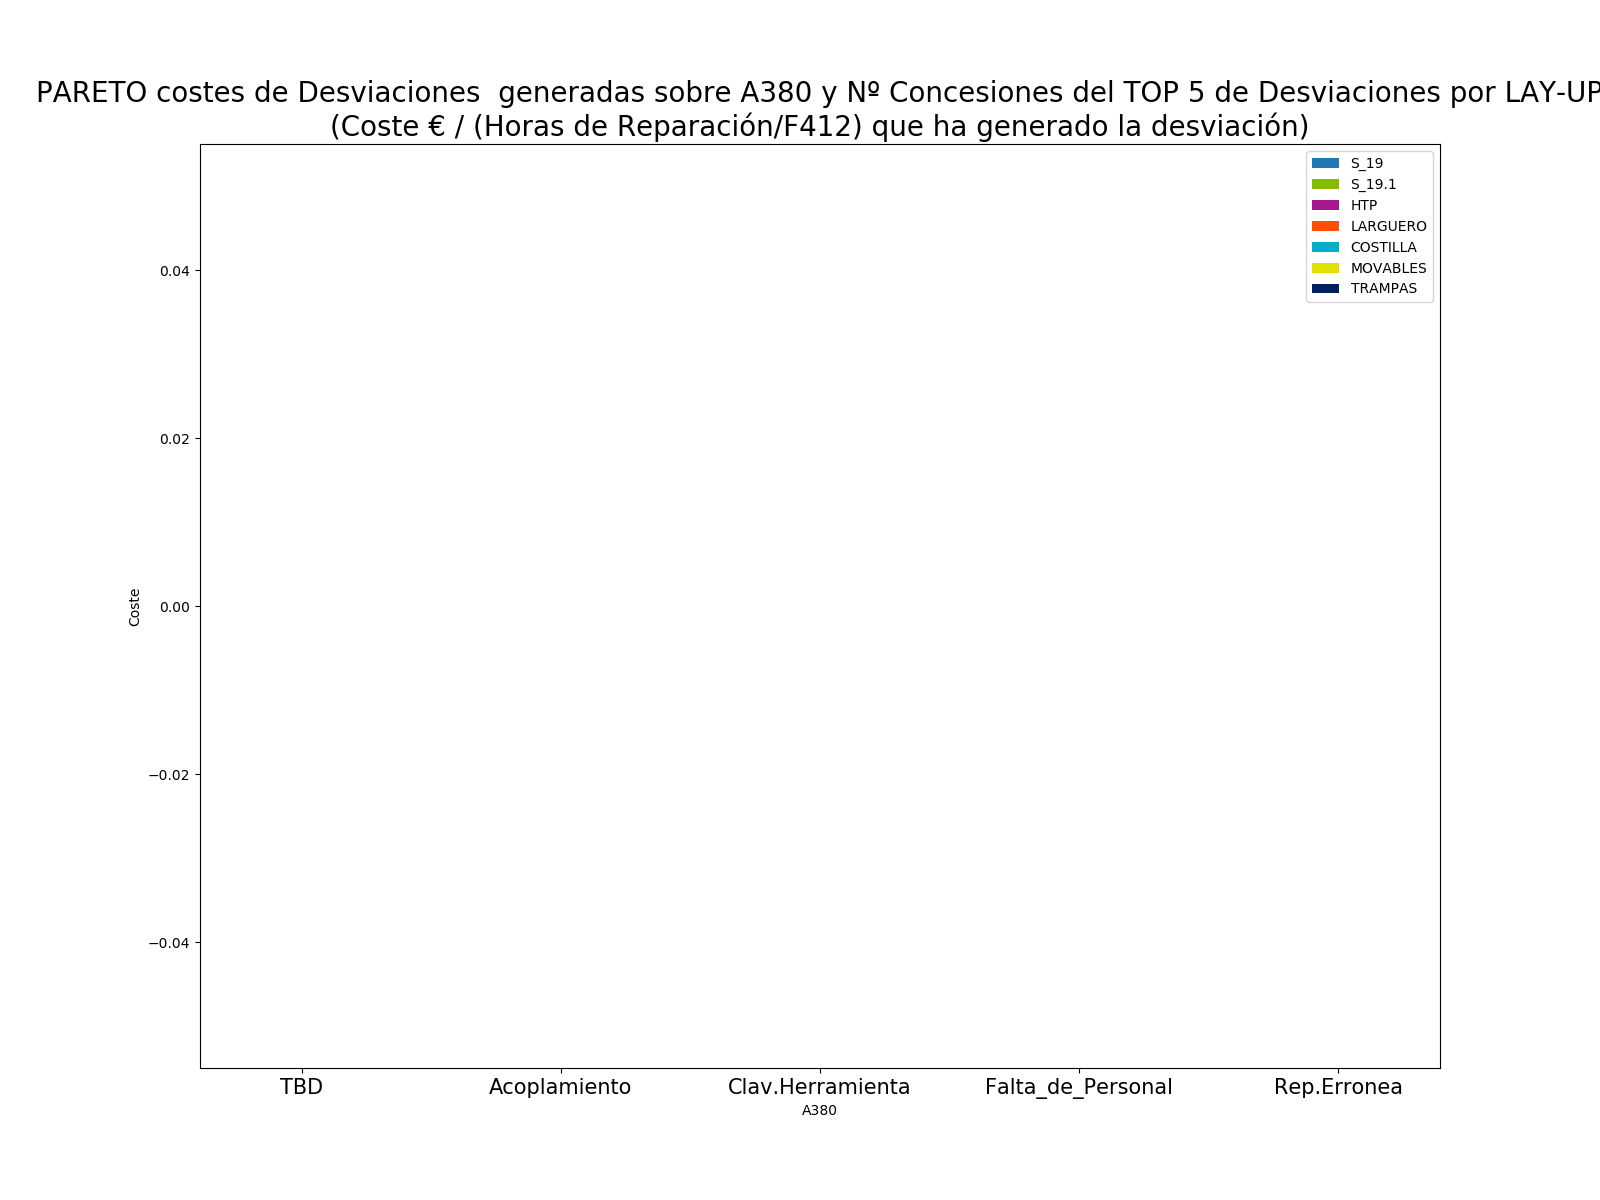 PARETO costes de Desviaciones  generadas sobre A380 y Nº Concesiones del TOP 5 de Desviaciones por LAY-UP
(Coste € / (Horas de Reparación/F412) que ha generado la desviación)
S_19
S_19.1
HTP
LARGUERO
COSTILLA
MOVABLES
TRAMPAS
0.04
0.02
0.00
−0.02
−0.04
Coste
TBD Acoplamiento Clav.Herramienta Falta_de_Personal Rep.Erronea
A380